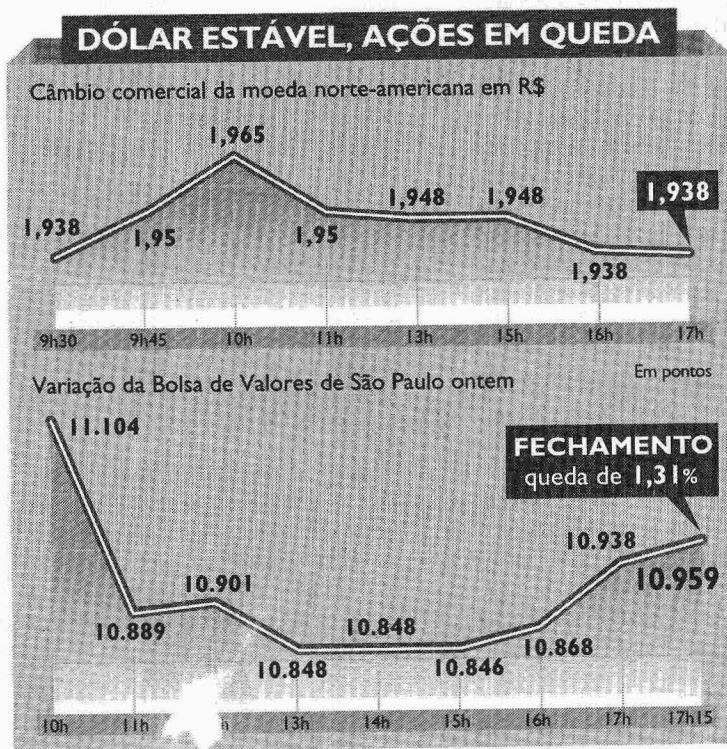 DÓLAR ESTÁVEL, AÇÕES EM QUEDA
Câmbio comercial da moeda norte-americana em R$
1,938
1,95
1,965
1,95
1,948
1,948
1,938
1,938
9h30 9h45 10h 11h 13h 15h 16h 17h
Variação da Bolsa de Valores de São Paulo ontem
Em pontos
11.104
10.889
10.901
10.848
10.848
10.846
10.868
10.938
FECHAMENTO
queda de 1,31%
10.959
10h 11h 13h 14h 15h 16h 17h 17h15